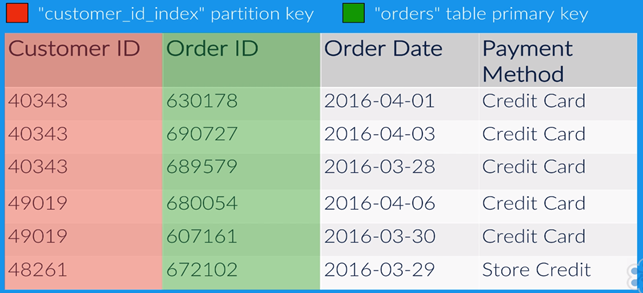 "customer_id_index" partition key "orders" table primary key
Customer ID Order ID Order Date Payment Method
40343 630178 2016-04-01 Credit Card
40343 690727 2016-04-03 Credit Card
40343 689579 2016-03-28 Credit Card
49019 680054 2016-04-06 Credit Card
49019 607161 2016-03-30 Credit Card
48261 672102 2016-03-29 Store Credit